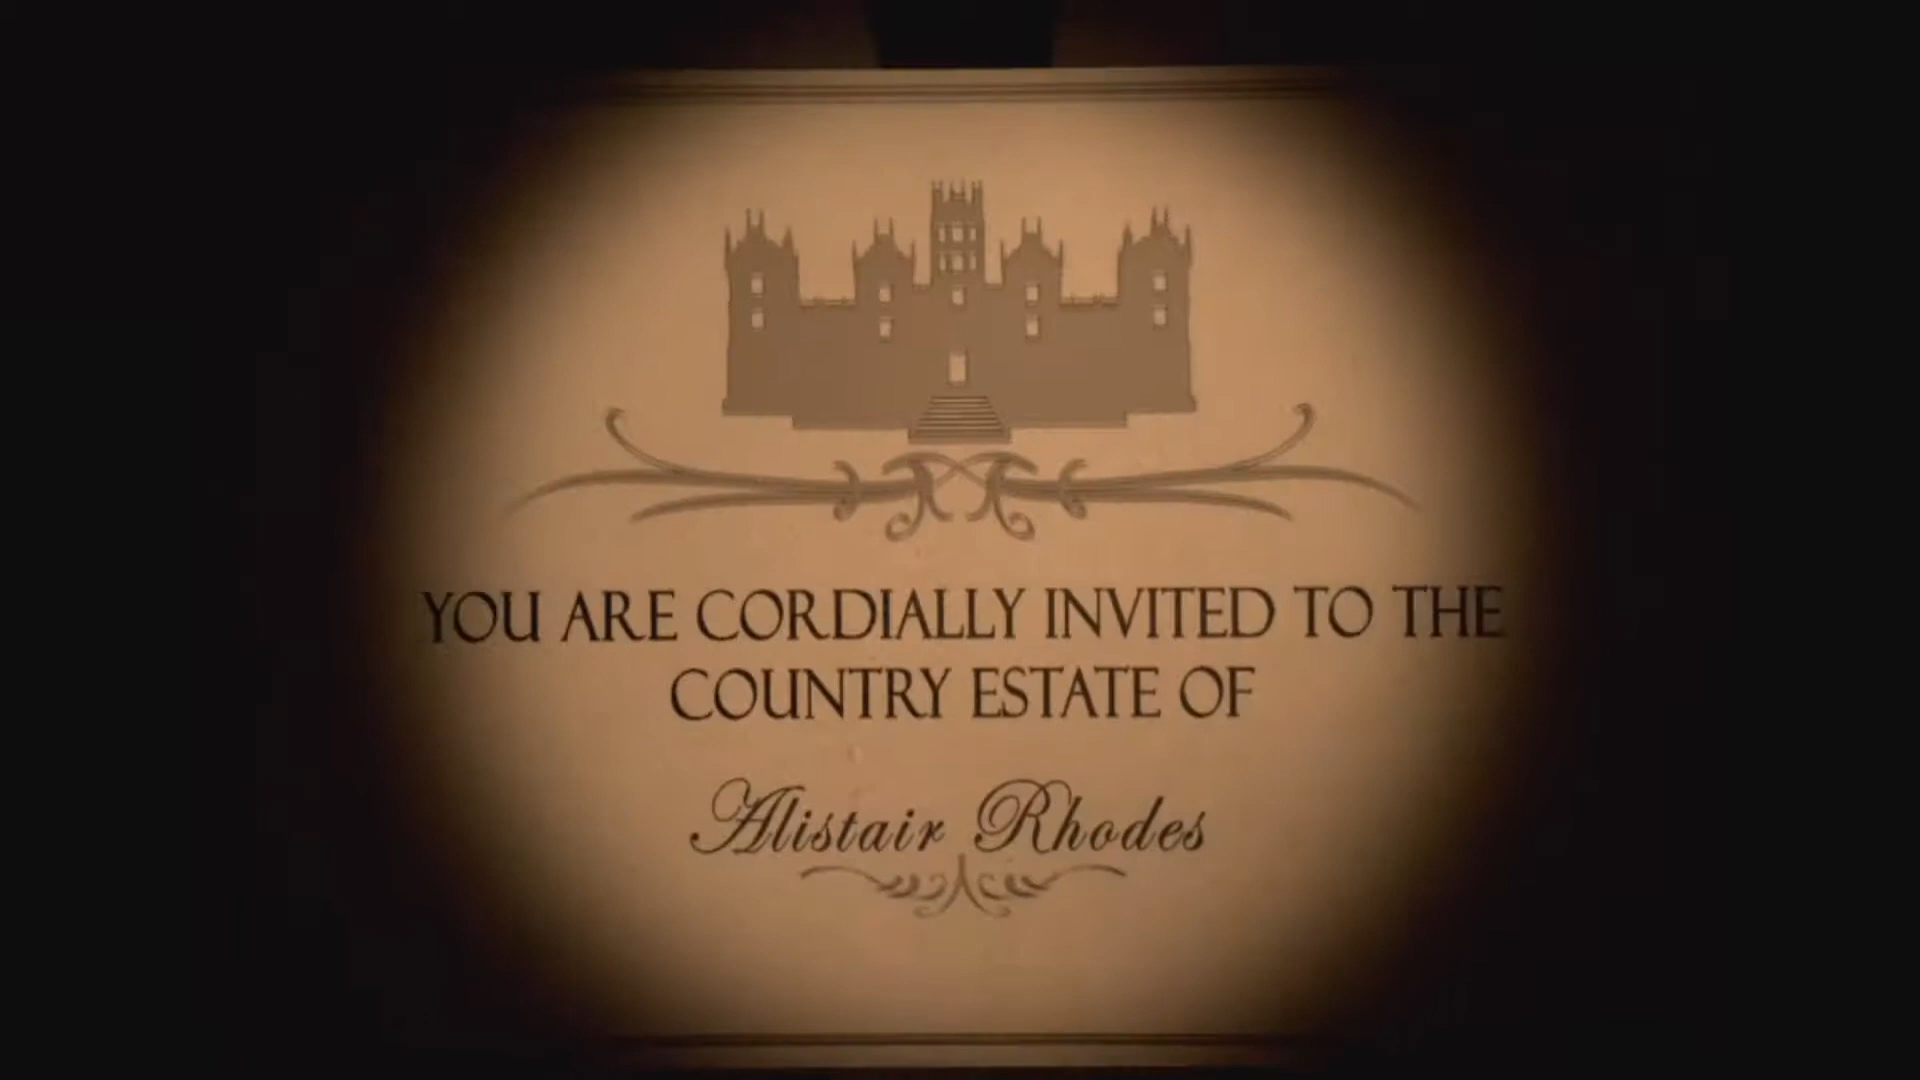 YOU ARE CORDIALLY INVITED TO THE
COUNTRY ESTATE OF
Alistair Rhodes